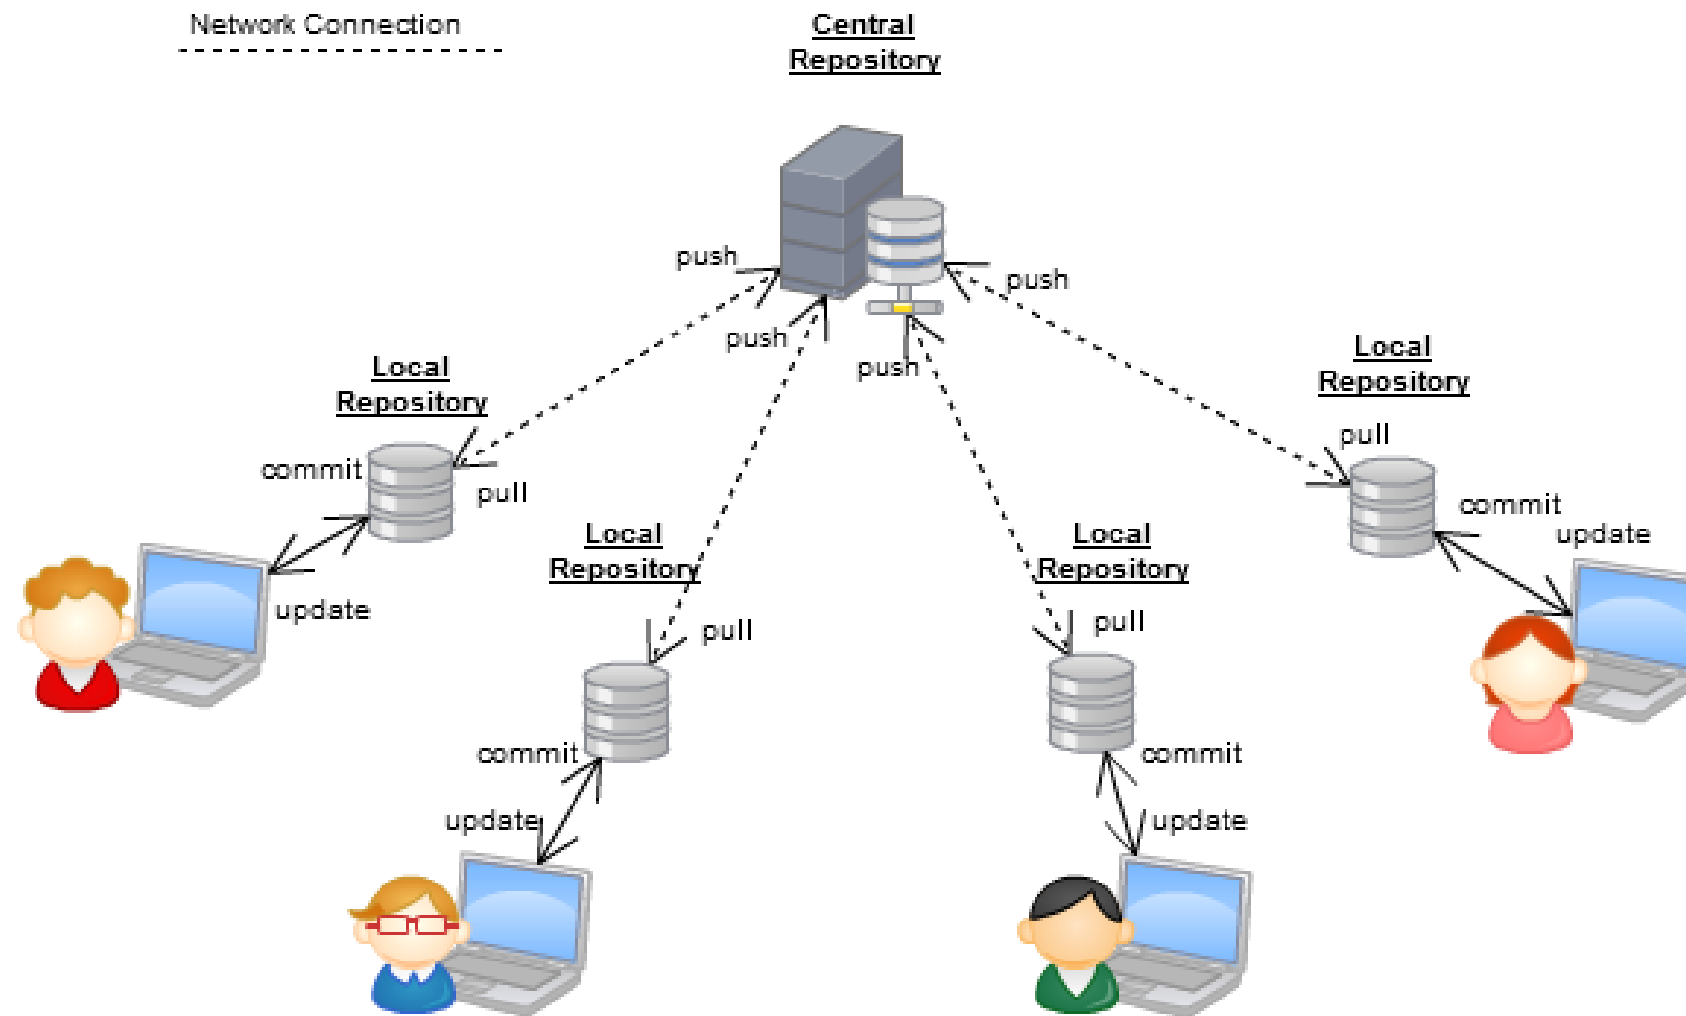 Network Connection
Central
Repository
push
push
push
push
Local
Repository
commit
pull
update
Local
Repository
pull
commit
update
Local
Repository
pull
commit
update
Local
Repository
pull
commit
update